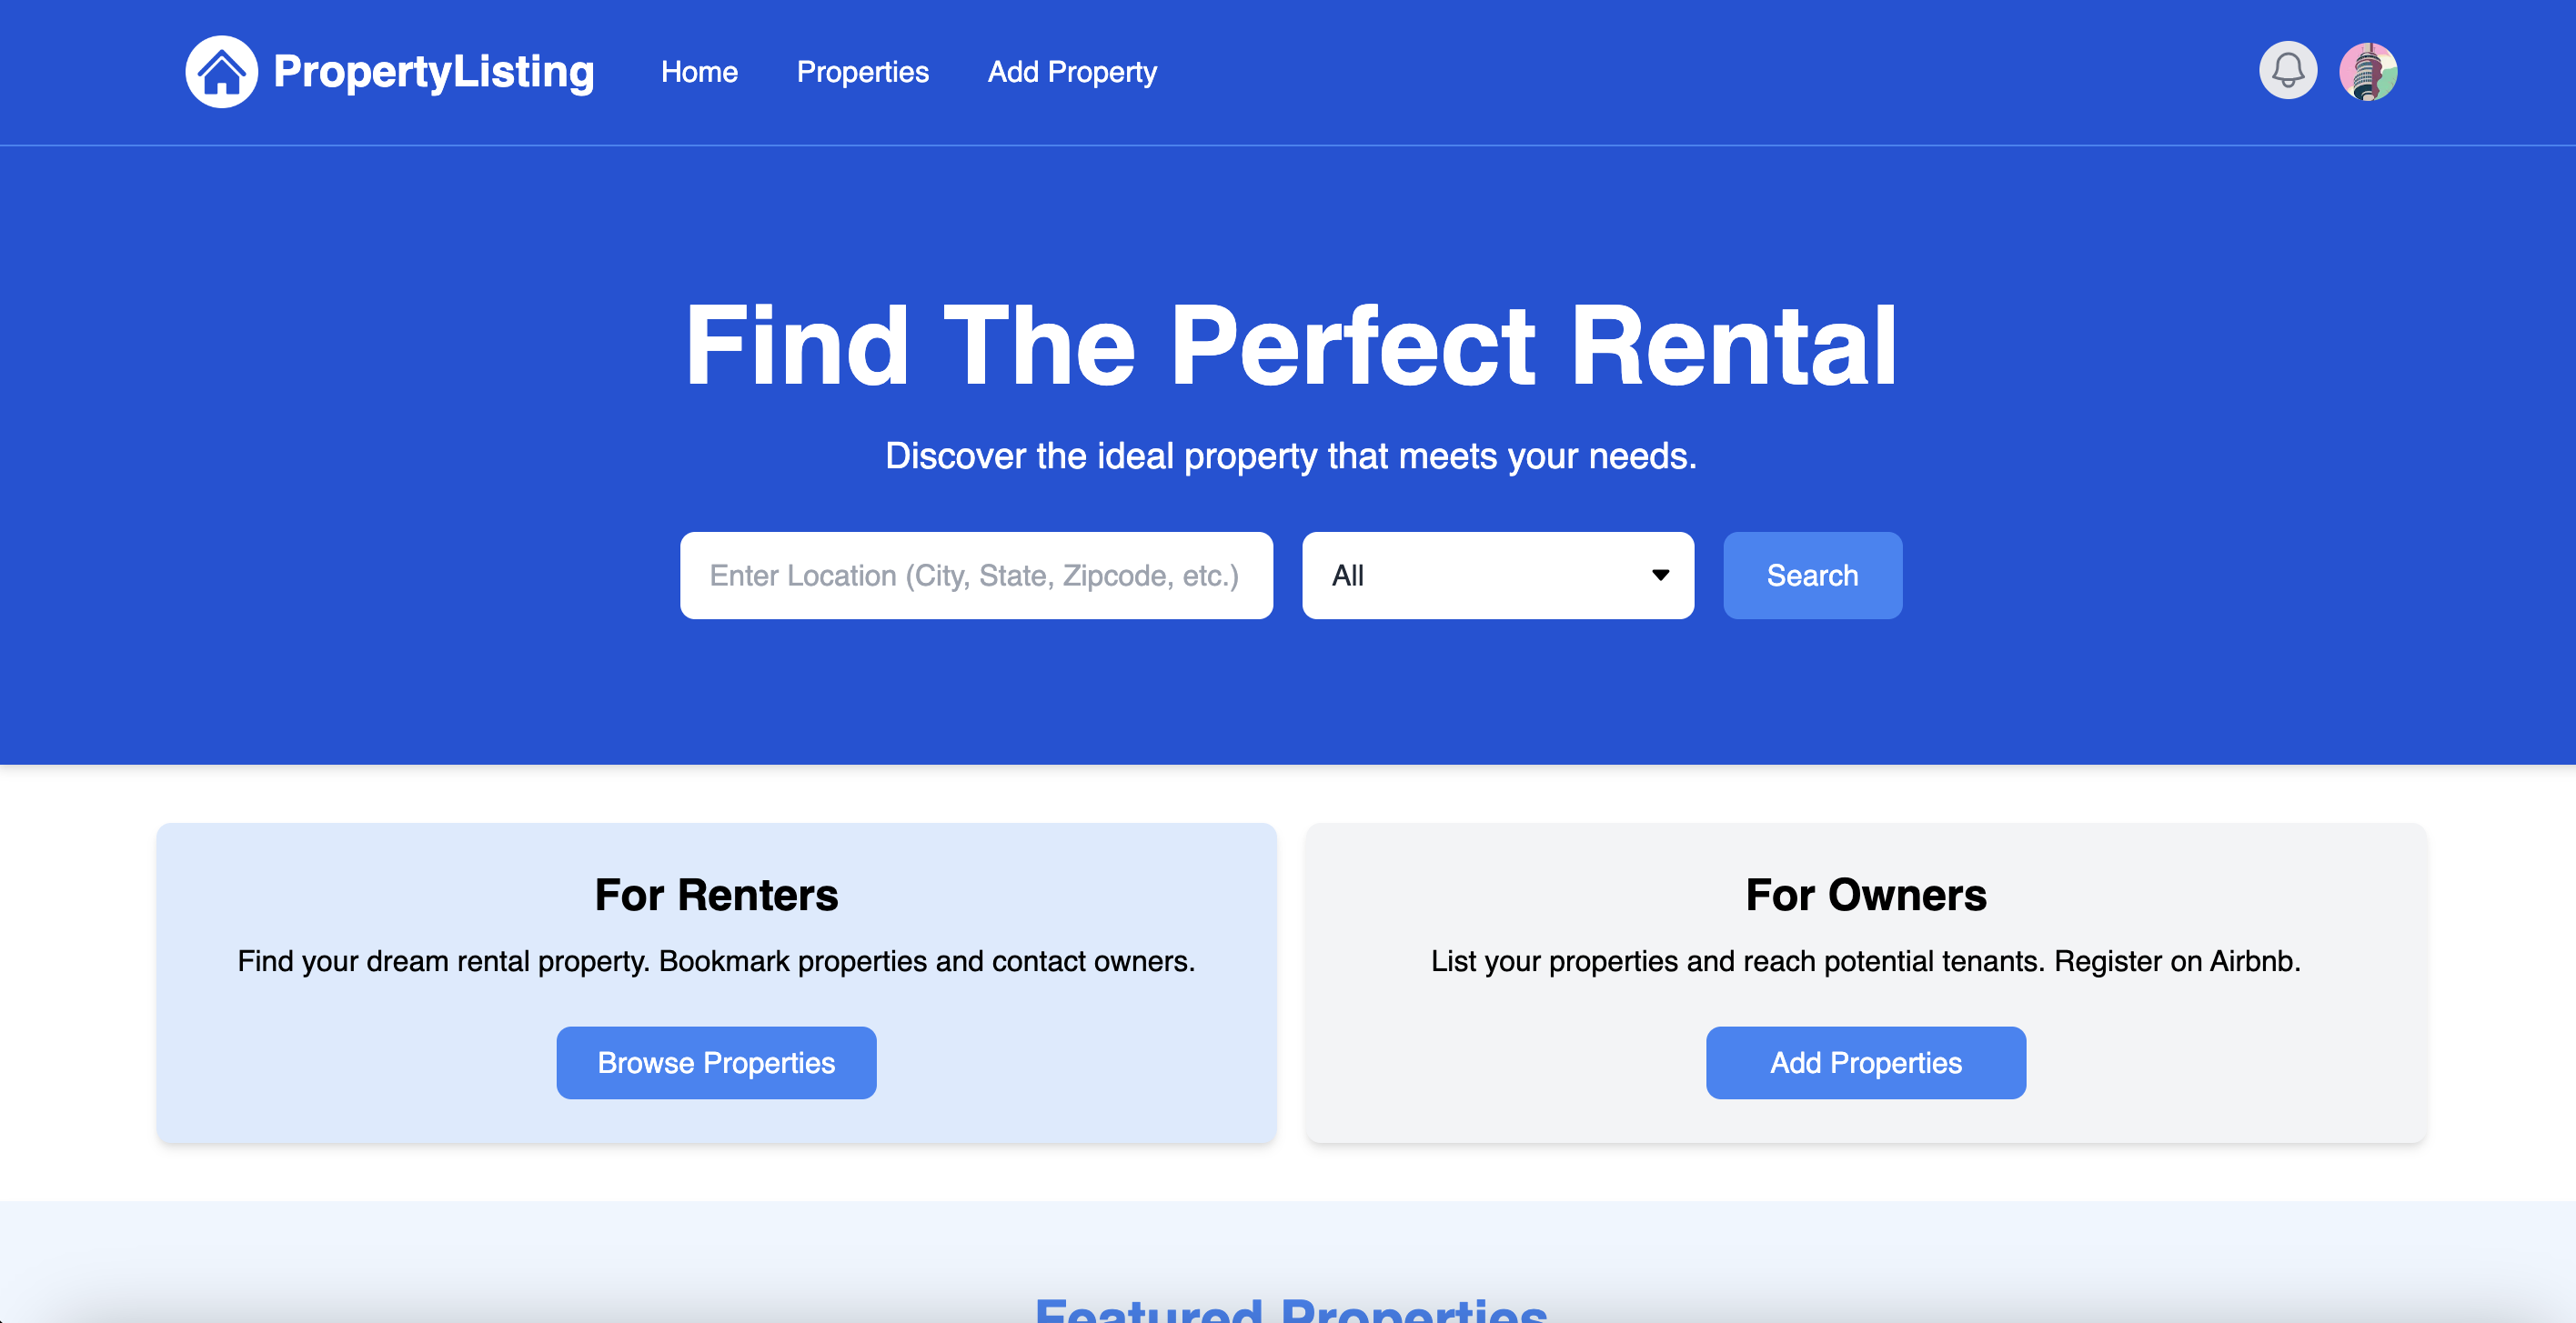 PropertyListing
Home
Properties
Add Property
Find The Perfect Rental
Discover the ideal property that meets your needs.
Enter Location (City, State, Zipcode, etc.)
All
Search
For Renters
Find your dream rental property. Bookmark properties and contact owners.
Browse Properties
For Owners
List your properties and reach potential tenants. Register on Airbnb.
Add Properties
Featured Properties